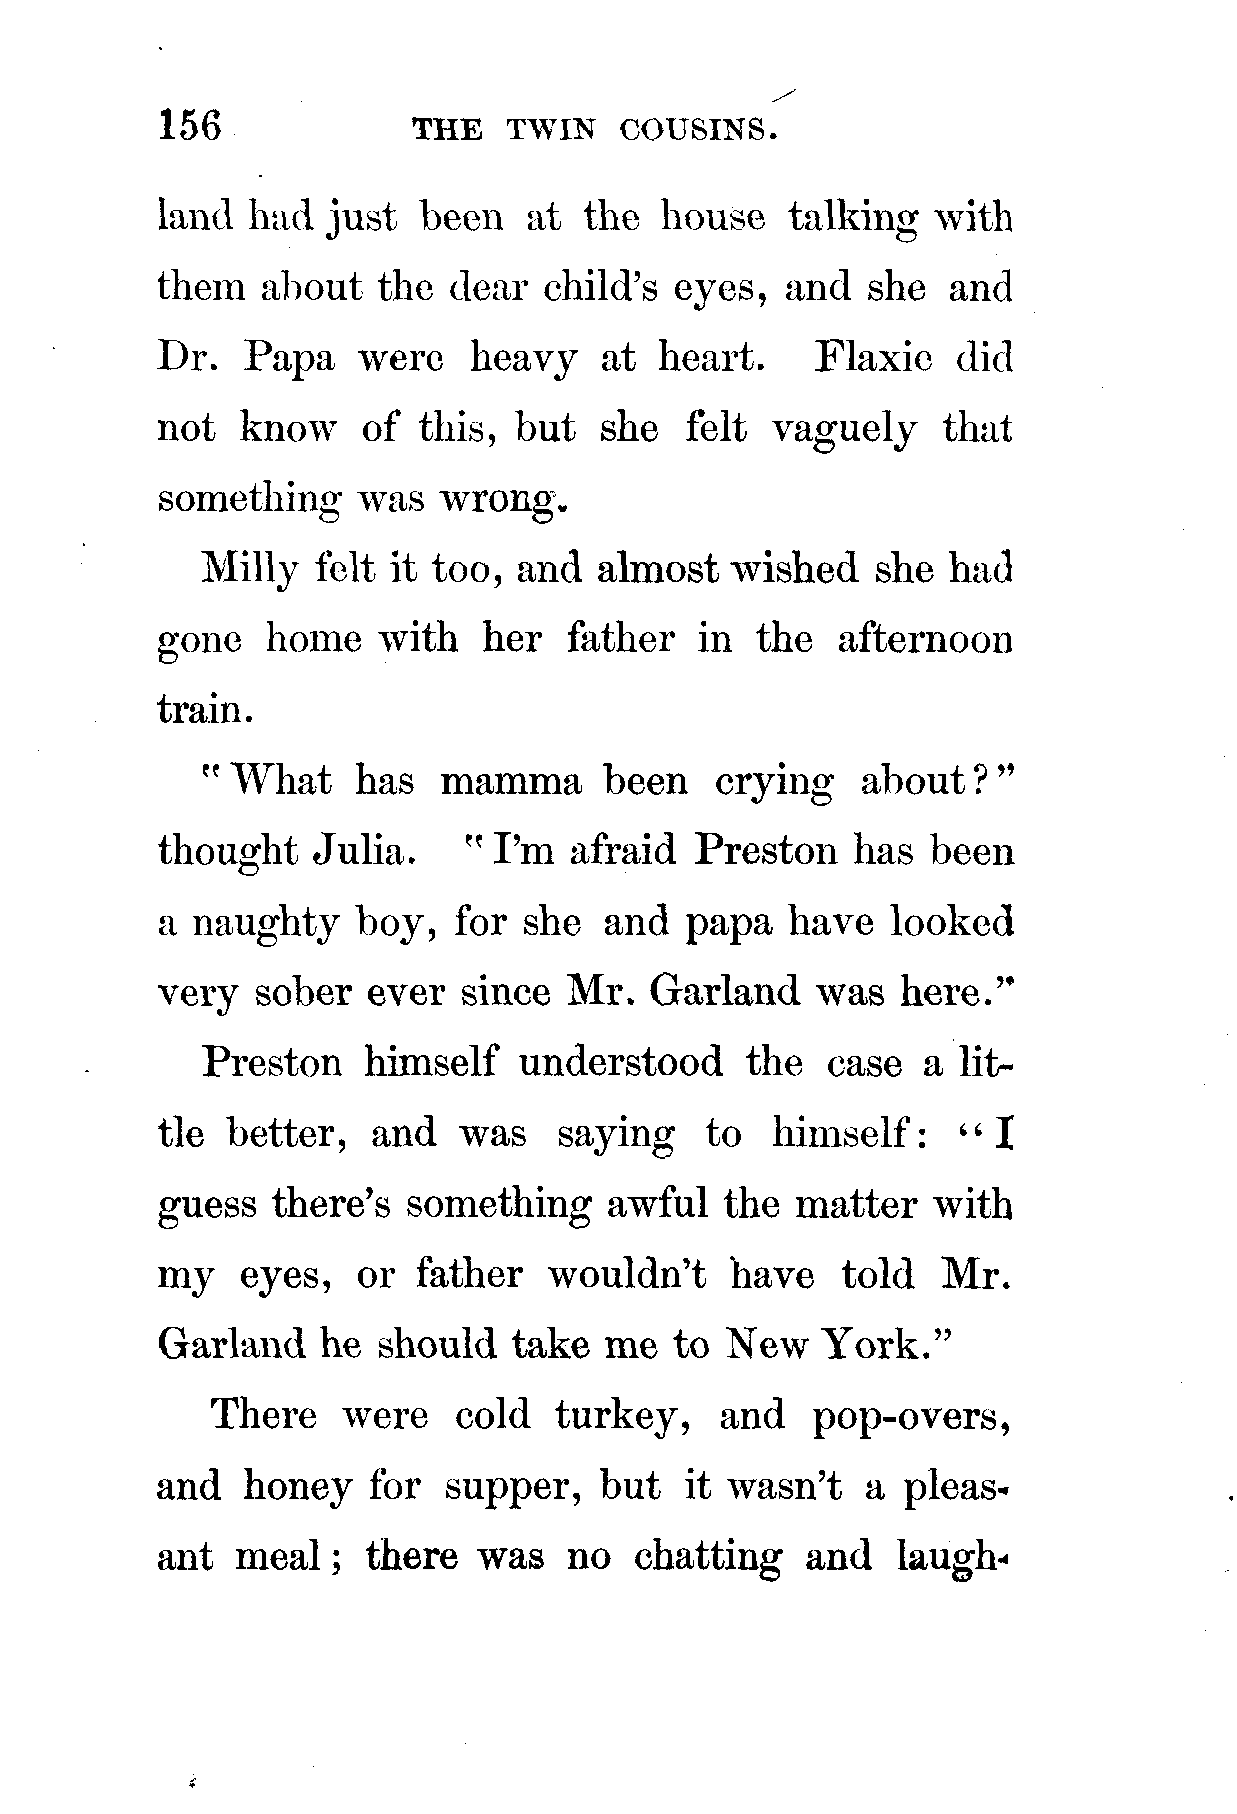 156 THE TWIN COUSINS.
land had just been at the house talking with
them about the dear child's eyes, and she and
Dr. Papa were heavy at heart. Flaxie did
not know of this, but she felt vaguely that
something was wrong.
Milly felt it too, and almost wished she had
gone home with her father in the afternoon
train.
"What has mamma been crying about?"
thought Julia. "I'm afraid Preston has been
a naughty boy, for she and papa have looked
very sober ever since Mr. Garland was here."
Preston himself understood the case a lit-
tle better, and was saying to himself: "I
guess there's something awful the matter with
my eyes, or father wouldn't have told Mr.
Garland he should take me to New York."
There were cold turkey, and pop-overs,
and honey for supper, but it wasn't a pleas-
ant meal; there was no chatting and laugh-